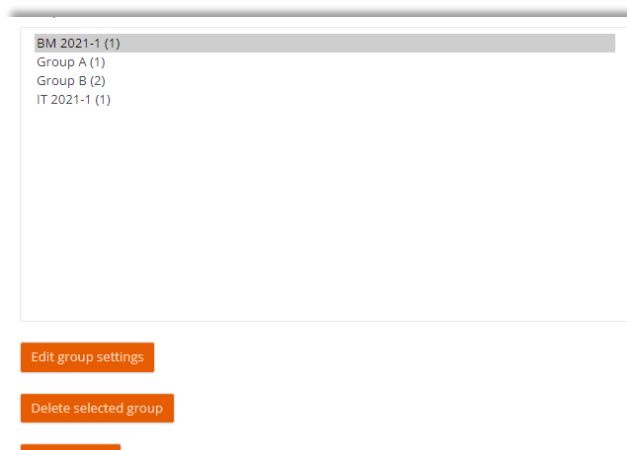 BM 2021-1 (1)
Group A (1)
Group B (2)
IT 2021-1 (1)
Edit group settings
Delete selected group